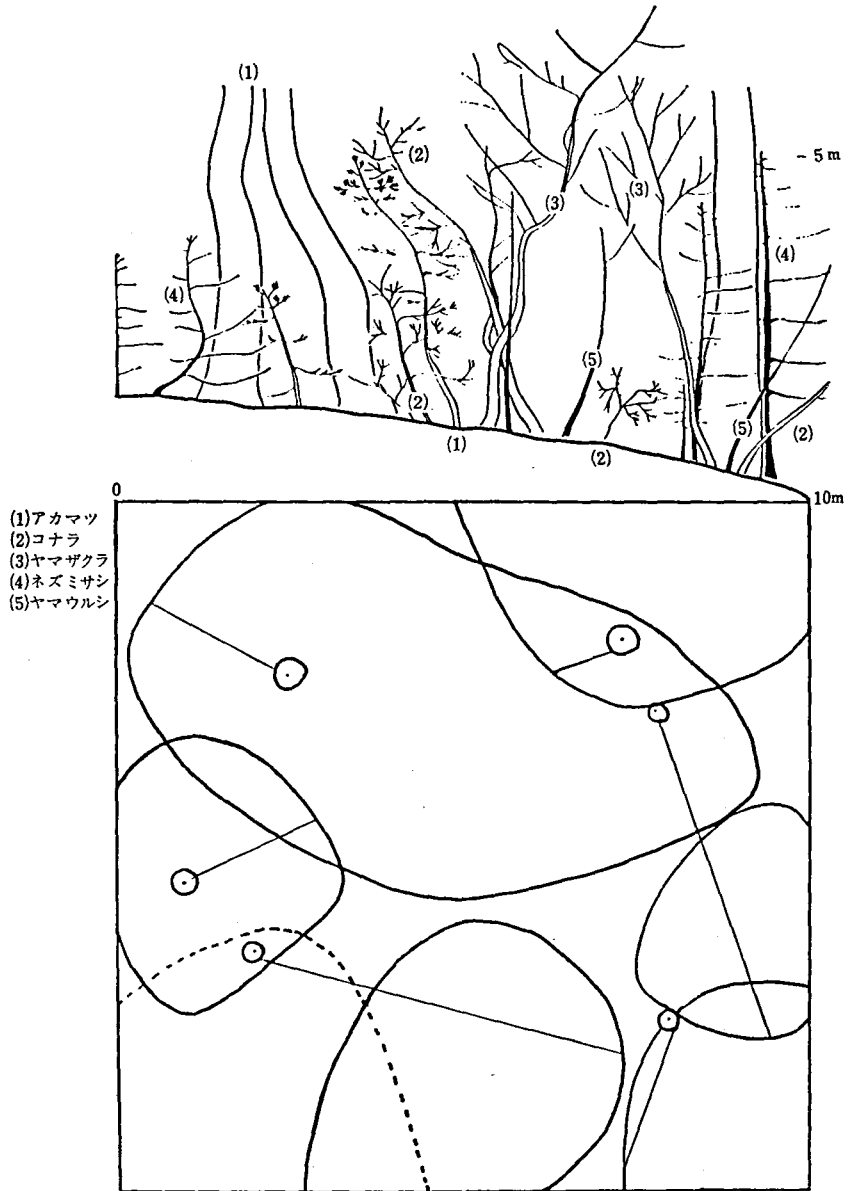 (1)
(2)
- 5 m
(3)
(3)
(4)
(4)
(5)
(2)
(5)
(2)
(1)
(2)
0
10m
(1)アカマツ
(2)コナラ
(3)ヤマザクラ
(4)ネズミサシ
(5)ヤマウルシ